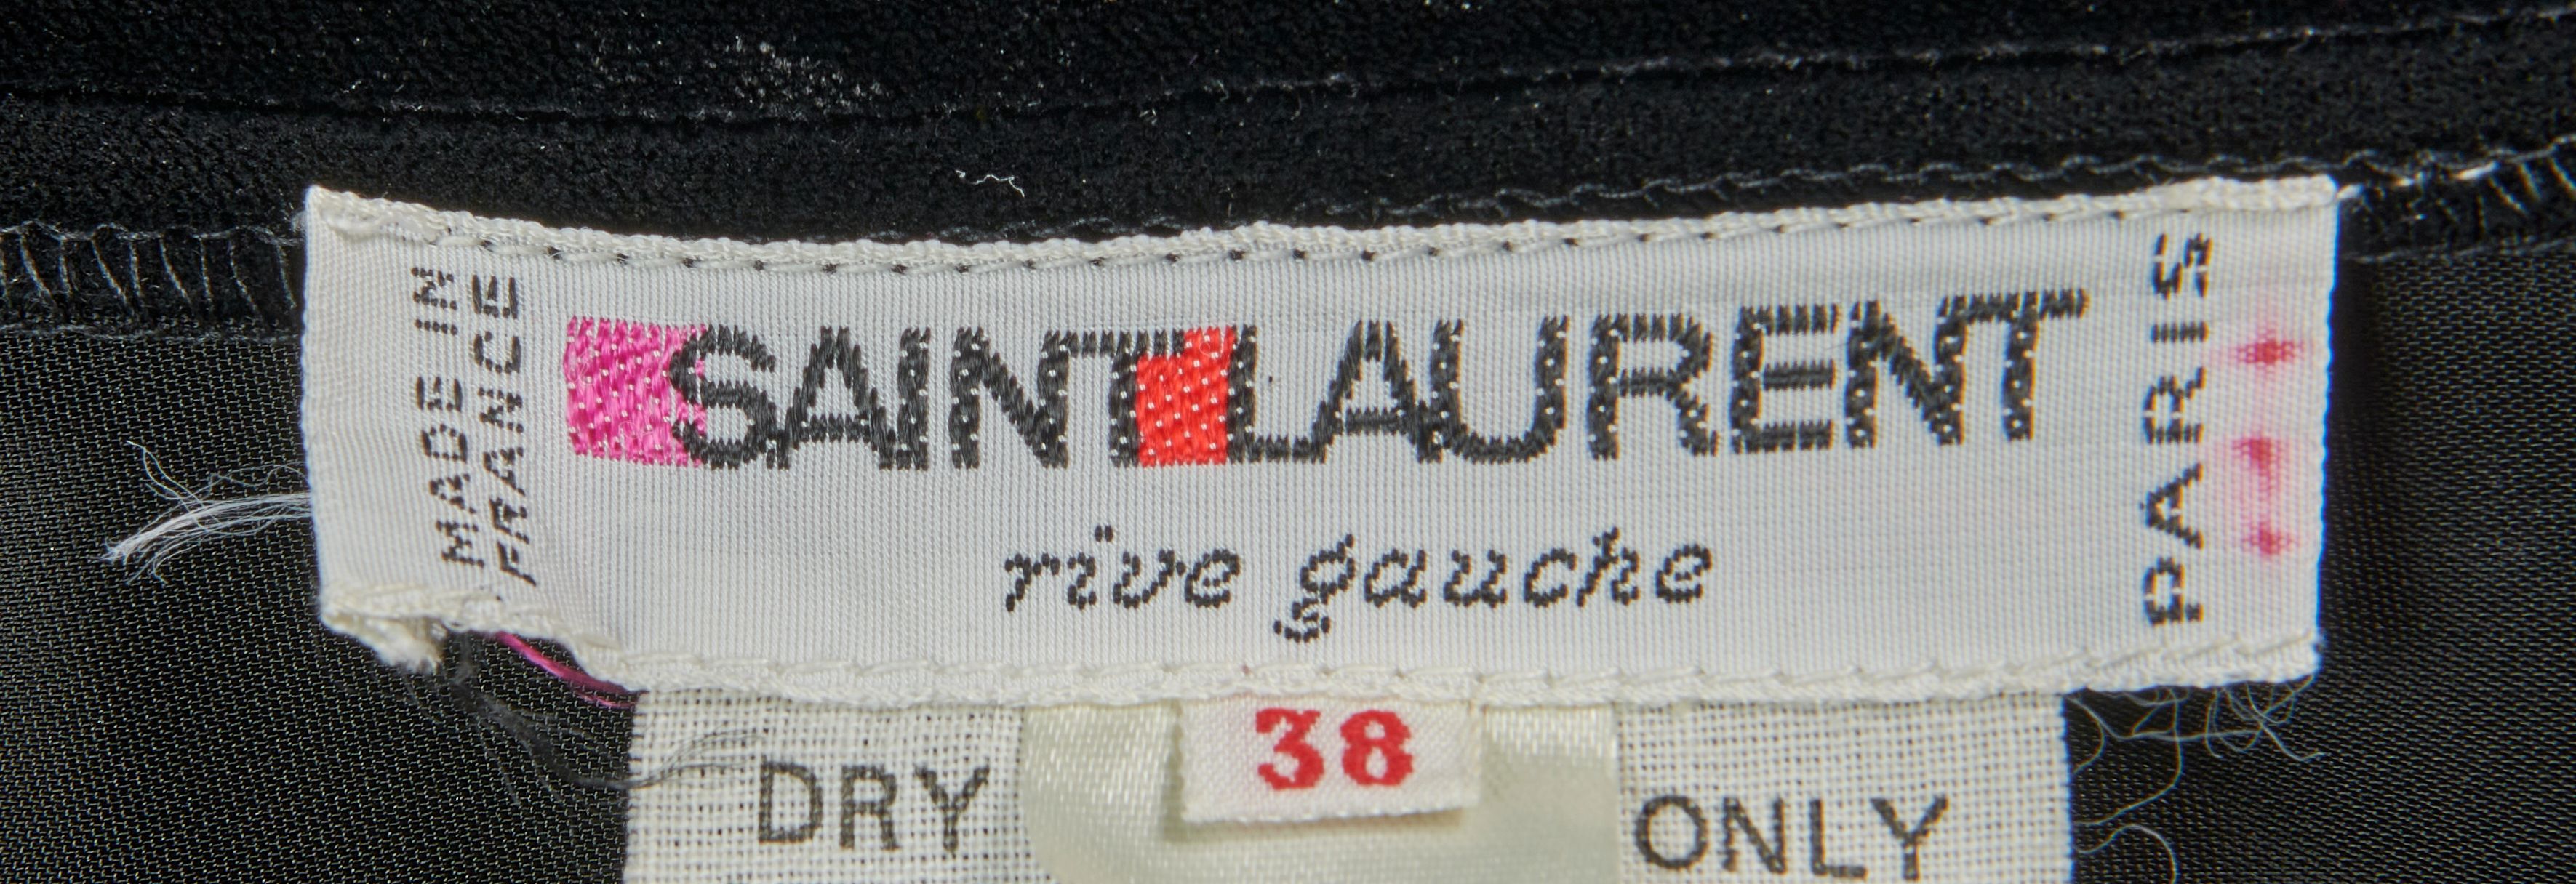 MADE IN
FRANCE
SAINT LAURENT
rive gauche
PARIS
38
DRY ONLY